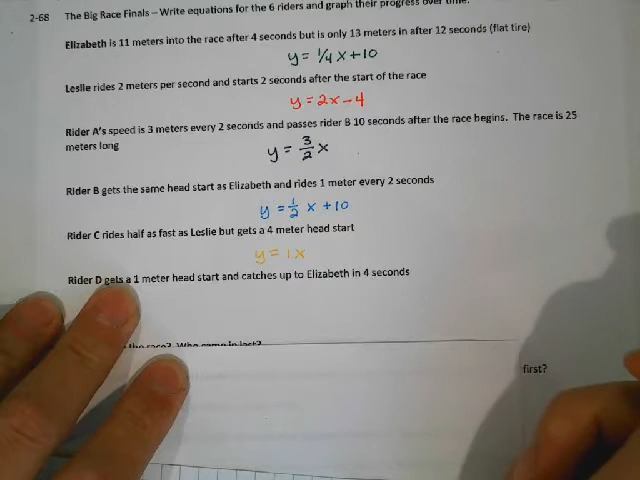 2-68 The Big Race Finals – Write equations for the 6 riders and graph their progress over time.
Elizabeth is 11 meters into the race after 4 seconds but is only 13 meters in after 12 seconds (flat tire)
y = 1/4 x + 10
Leslie rides 2 meters per second and starts 2 seconds after the start of the race
y = 2x - 4
Rider A's speed is 3 meters every 2 seconds and passes rider B 10 seconds after the race begins. The race is 25
meters long
y = 3/2 x
Rider B gets the same head start as Elizabeth and rides 1 meter every 2 seconds
y = 1/2 x + 10
Rider C rides half as fast as Leslie but gets a 4 meter head start
y = 1x
Rider D gets a 1 meter head start and catches up to Elizabeth in 4 seconds
the race? Who came in last?
first?